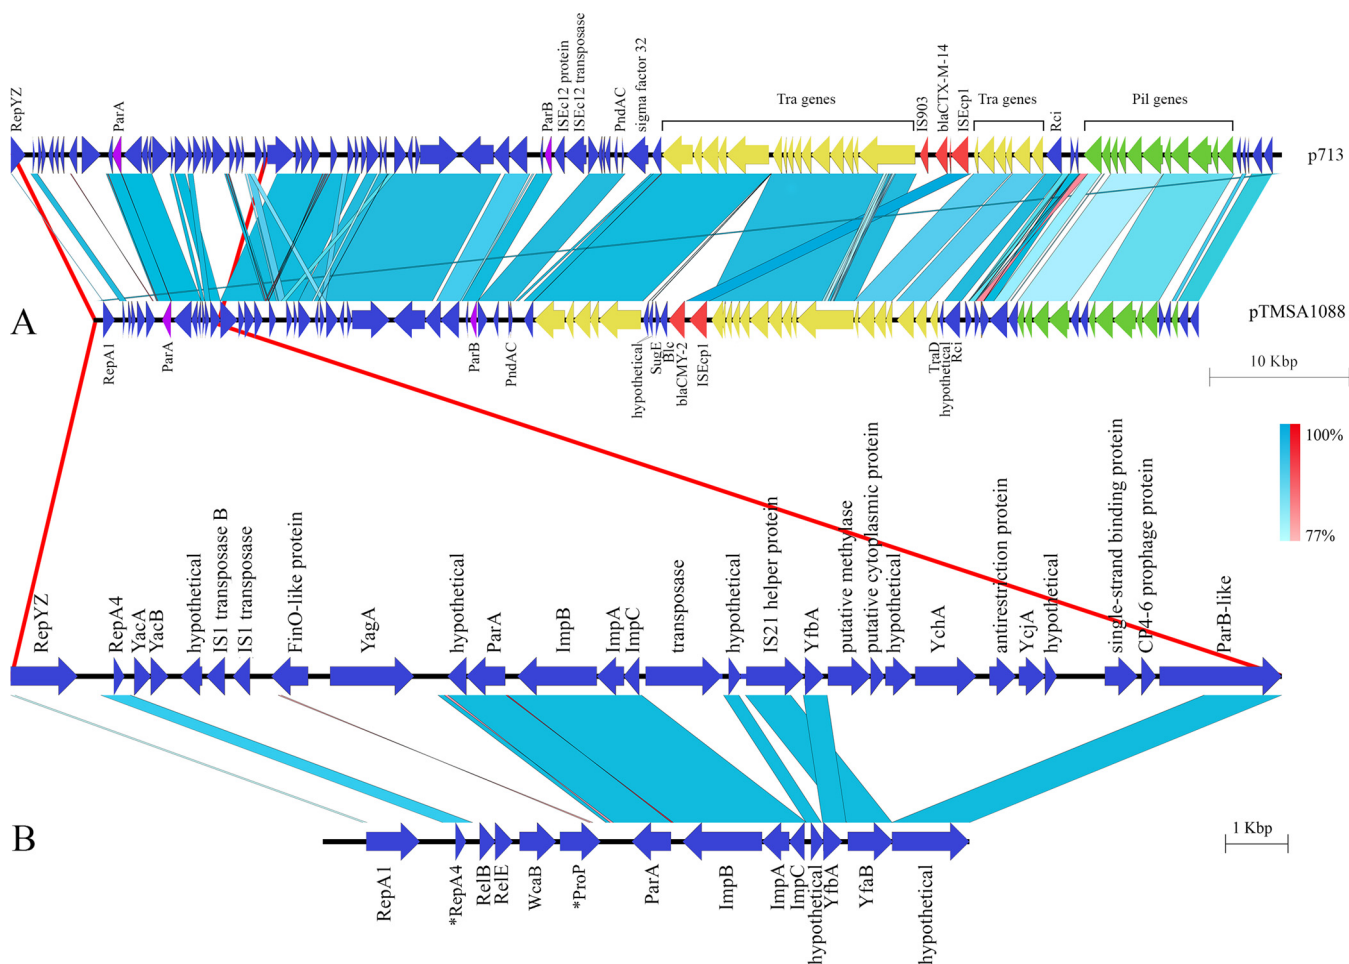 RepYZ
ParA
ParB
ISEc12 protein
ISEc12 transposase
PndAC
sigma factor 32
Tra genes
IS903
blaCTX-M-14
ISEcp1
Tra genes
Rci
Pil genes
p713
A
pTMSA1088
RepA1
ParA
ParB
PndAC
hypothetical
SugE
Blc
blaCMY-2
ISEcp1
TraD
hypothetical
Rci
10 Kbp
100%
77%
RepYZ
RepA4
YacA
YacB
hypothetical
IS1 transposase B
IS1 transposase
FinO-like protein
YagA
hypothetical
ParA
ImpB
ImpA
ImpC
transposase
hypothetical
IS21 helper protein
YfbA
putative methylase
putative cytoplasmic protein
hypothetical
YchA
antirestriction protein
YcjA
hypothetical
single-strand binding protein
CP4-6 prophage protein
ParB-like
B
1 Kbp
RepA1
*RepA4
RelB
RelE
WcaB
*ProP
ParA
ImpB
ImpA
ImpC
hypothetical
YfbA
YfaB
hypothetical